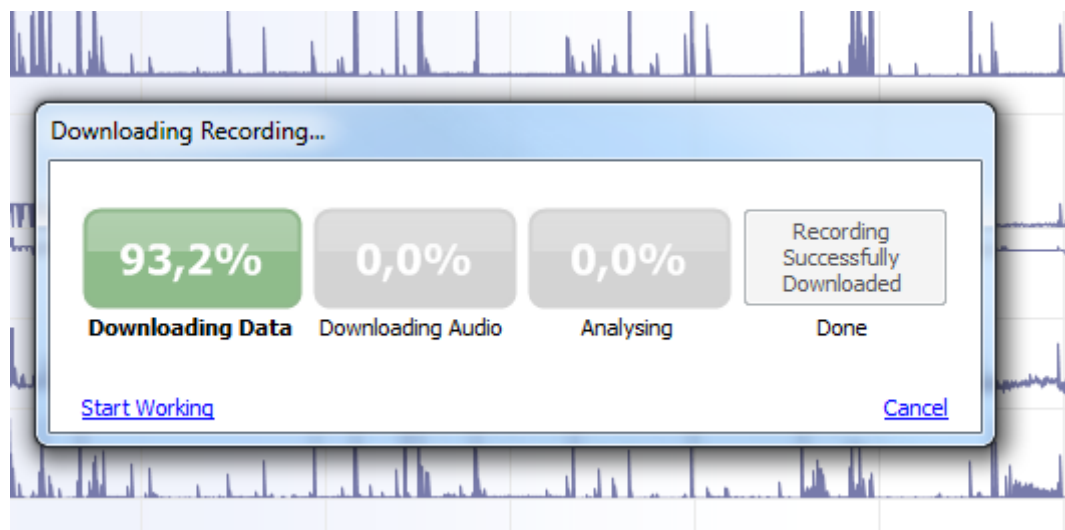 Downloading Recording...
93,2%
0,0%
0,0%
Recording
Successfully
Downloaded
Downloading Data
Downloading Audio
Analysing
Done
Start Working
Cancel